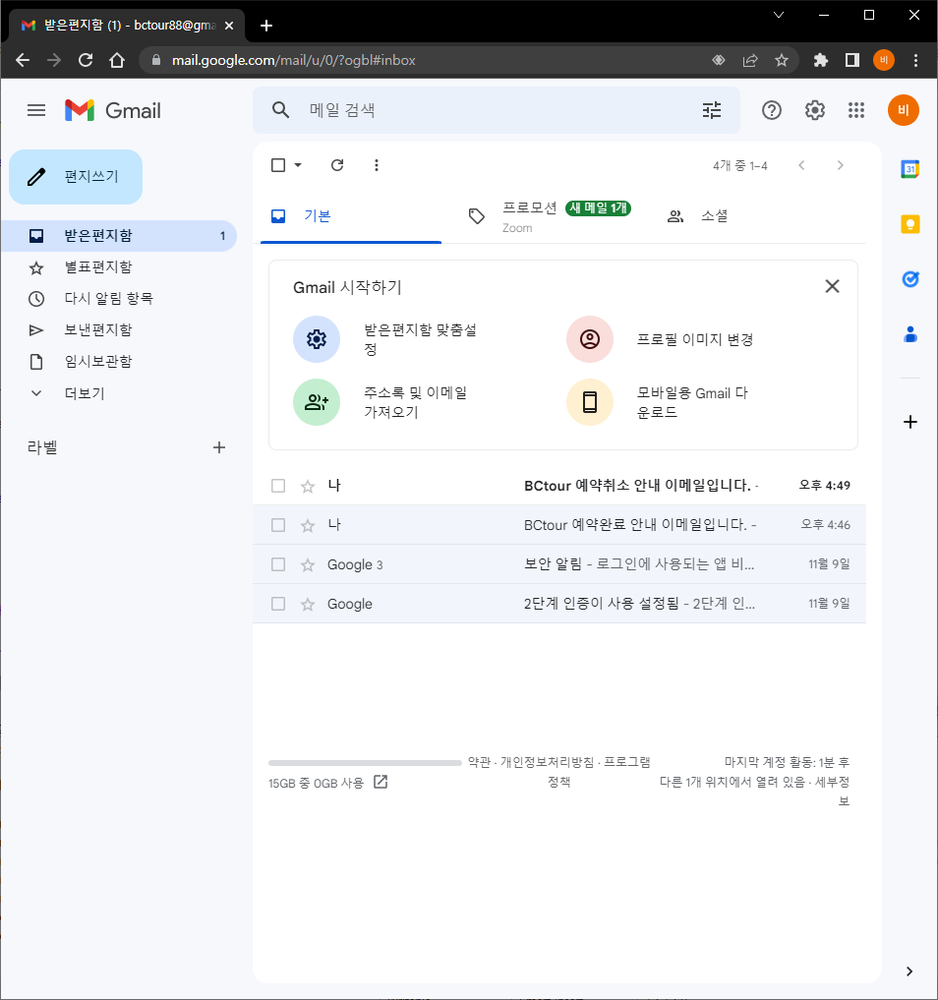 받은편지함 (1) - bctour88@gma
mail.google.com/mail/u/0/?ogbl#inbox
비
Gmail
메일 검색
비
편지쓰기
받은편지함 1
별표편지함
다시 알림 항목
보낸편지함
임시보관함
더보기
라벨
4개 중 1–4
기본
프로모션 새 메일 1개
Zoom
소셜
Gmail 시작하기
받은편지함 맞춤설
정
프로필 이미지 변경
주소록 및 이메일
가져오기
모바일용 Gmail 다
운로드
나 BCtour 예약취소 안내 이메일입니다. - 오후 4:49
나 BCtour 예약완료 안내 이메일입니다. - 오후 4:46
Google 3 보안 알림 - 로그인에 사용되는 앱 비... 11월 9일
Google 2단계 인증이 사용 설정됨 - 2단계 인... 11월 9일
15GB 중 0GB 사용
약관 · 개인정보처리방침 · 프로그램
정책
마지막 계정 활동: 1분 후
다른 1개 위치에서 열려 있음 · 세부정
보
31